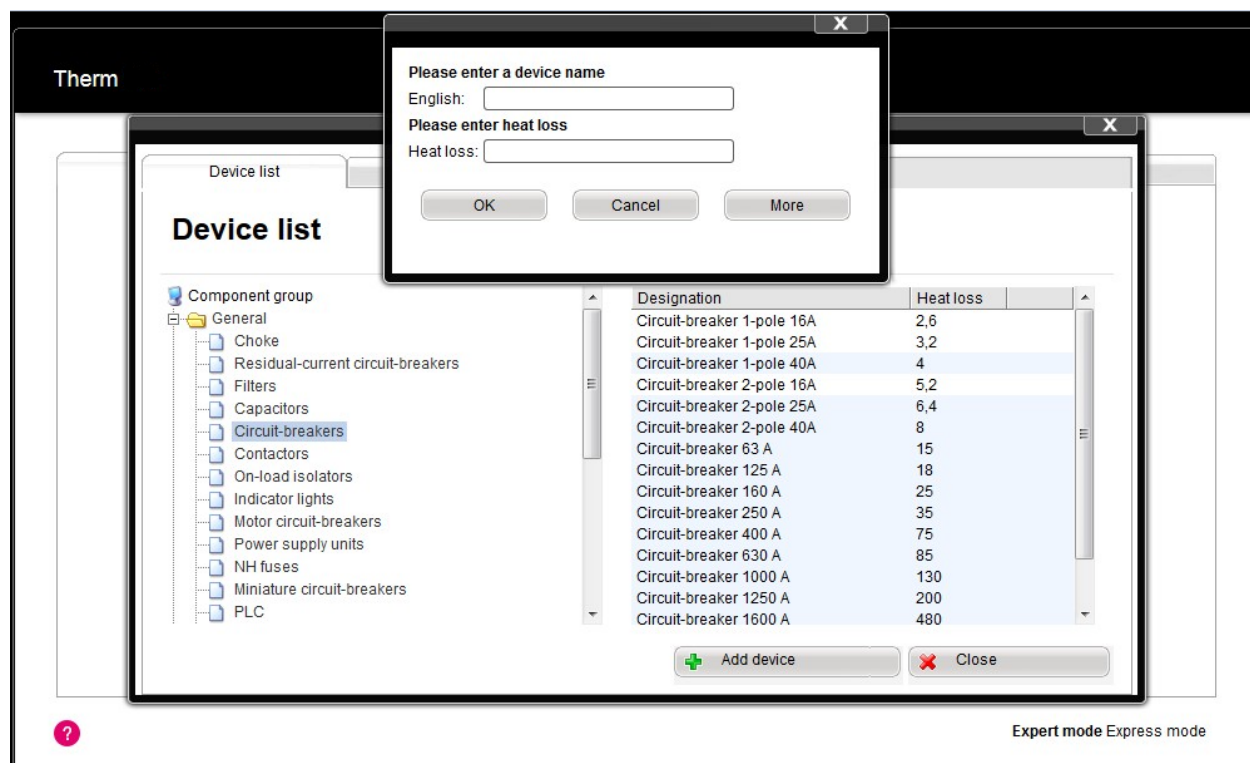 X
Therm
Please enter a device name
English:
Please enter heat loss
Heat loss:
OK Cancel More
X
Device list
Device list
Component group
General
Choke
Residual-current circuit-breakers
Filters
Capacitors
Circuit-breakers
Contactors
On-load isolators
Indicator lights
Motor circuit-breakers
Power supply units
NH fuses
Miniature circuit-breakers
PLC
Designation Heat loss
Circuit-breaker 1-pole 16A 2,6
Circuit-breaker 1-pole 25A 3,2
Circuit-breaker 1-pole 40A 4
Circuit-breaker 2-pole 16A 5,2
Circuit-breaker 2-pole 25A 6,4
Circuit-breaker 2-pole 40A 8
Circuit-breaker 63 A 15
Circuit-breaker 125 A 18
Circuit-breaker 160 A 25
Circuit-breaker 250 A 35
Circuit-breaker 400 A 75
Circuit-breaker 630 A 85
Circuit-breaker 1000 A 130
Circuit-breaker 1250 A 200
Circuit-breaker 1600 A 480
Add device Close
? Expert mode Express mode